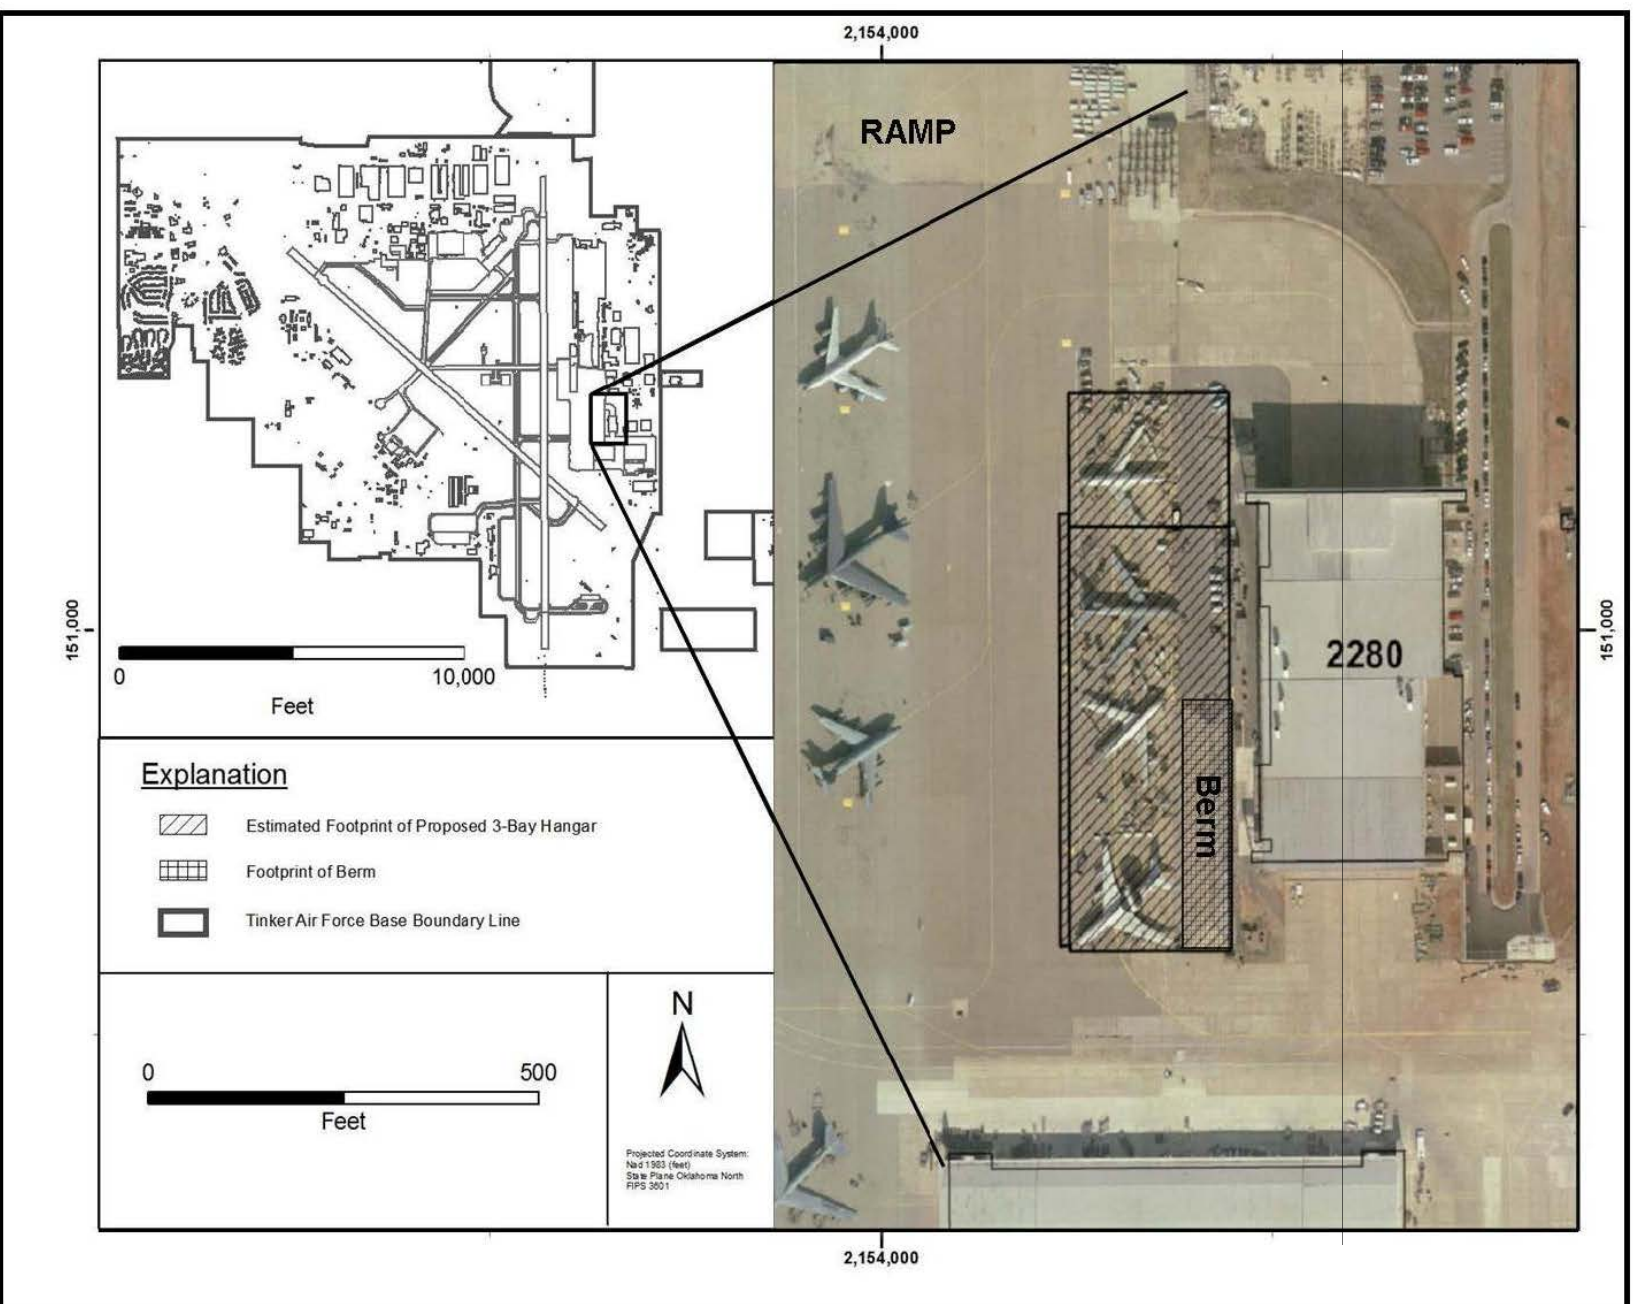 2,154,000
RAMP
151,000
0
10,000
Feet
2280
151,000
Berm
Explanation
Estimated Footprint of Proposed 3-Bay Hangar
Footprint of Berm
Tinker Air Force Base Boundary Line
0
500
Feet
N
Projected Coordinate System:
Nad 1983 (feet)
State Plane Oklahoma North
FIPS 3601
2,154,000